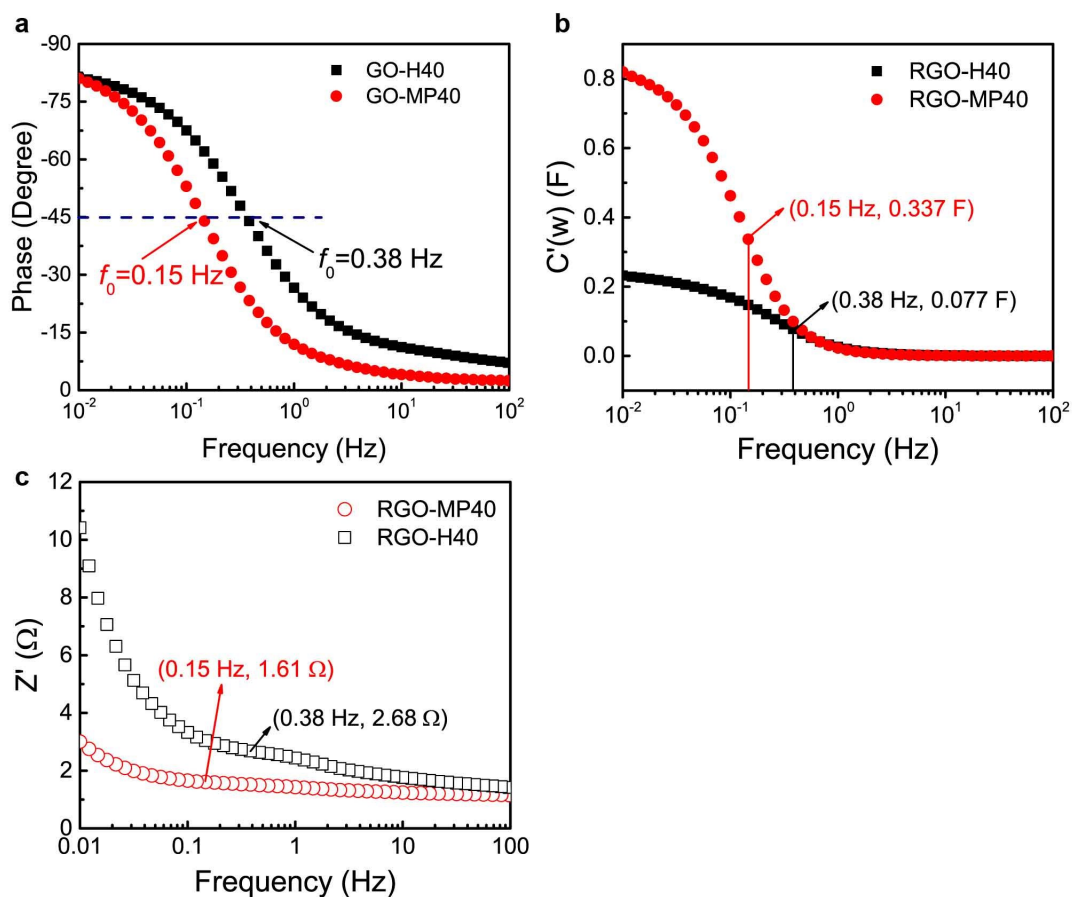 a
-90
-75
-60
-45
-30
-15
0
Phase (Degree)
GO-H40
GO-MP40
f₀=0.15 Hz
f₀=0.38 Hz
10⁻² 10⁻¹ 10⁰ 10¹ 10²
Frequency (Hz)
b
0.8
0.6
0.4
0.2
0.0
C'(w) (F)
RGO-H40
RGO-MP40
(0.15 Hz, 0.337 F)
(0.38 Hz, 0.077 F)
10⁻² 10⁻¹ 10⁰ 10¹ 10²
Frequency (Hz)
c
12
10
8
6
4
2
0
Z' (Ω)
RGO-MP40
RGO-H40
(0.15 Hz, 1.61 Ω)
(0.38 Hz, 2.68 Ω)
0.01 0.1 1 10 100
Frequency (Hz)